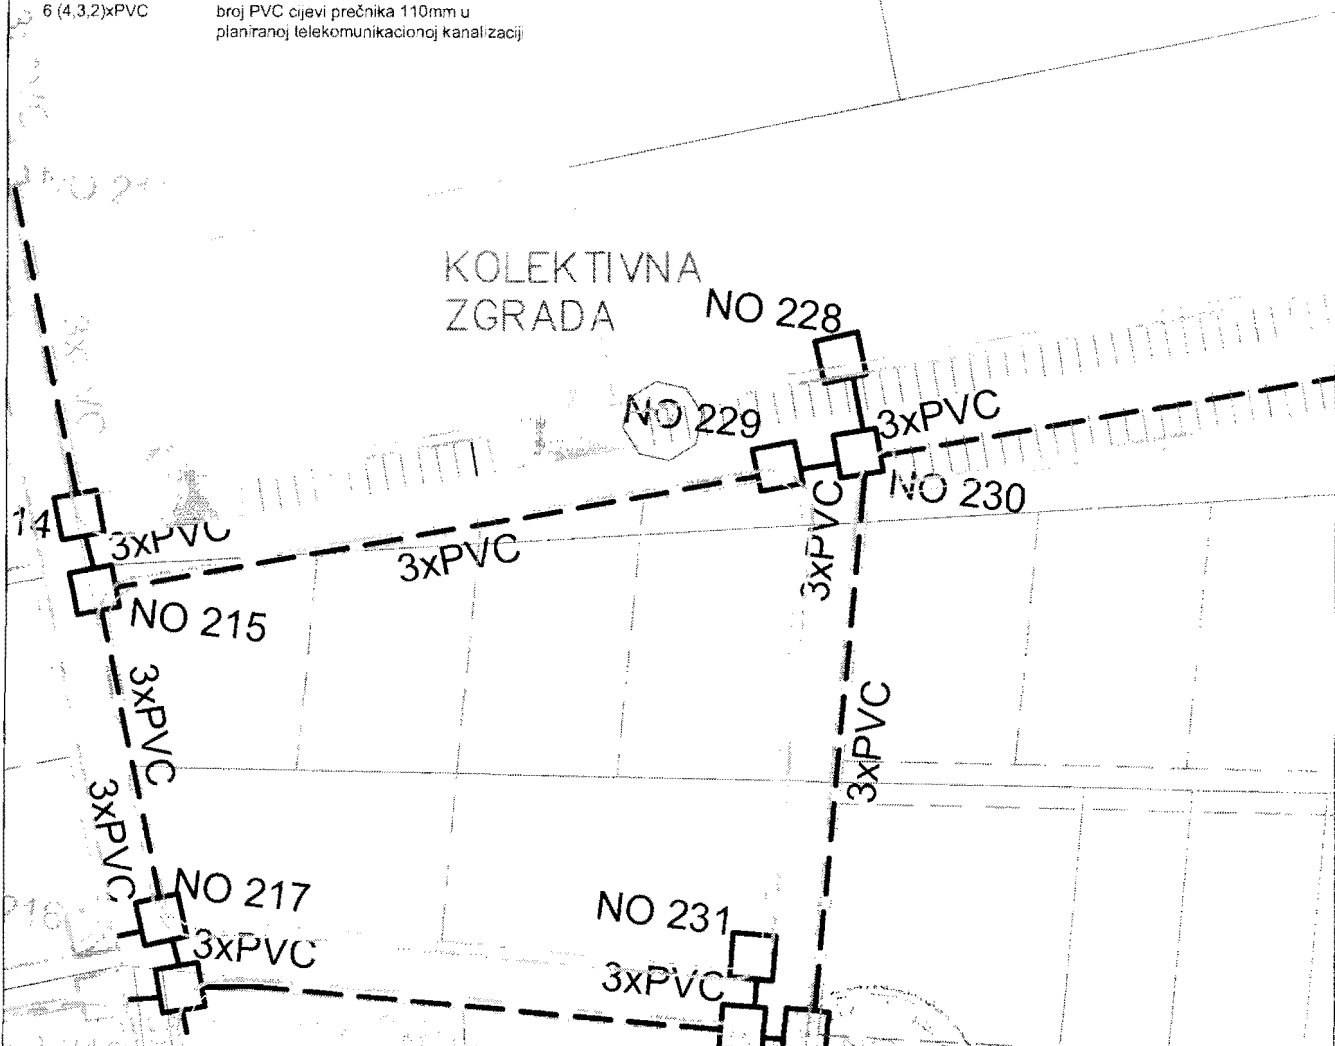 6 (4,3,2)xPVC broj PVC cijevi prečnika 110mm u
planiranoj telekomunikacionoj kanalizaciji
KOLEKTIVNA
ZGRADA
NO 228
NO 229
3xPVC
NO 230
14
3xPVC
3xPVC
3xPVC
NO 215
3xPVC
3xPVC
3xPVC
NO 217
NO 231
3xPVC
3xPVC